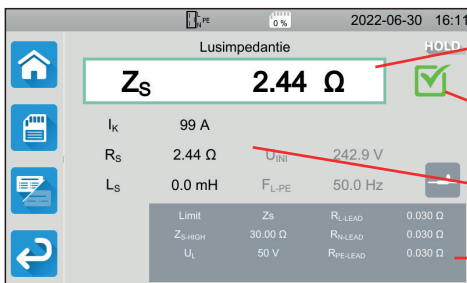 L N PE 0 % 2022-06-30 16:11
Lusimpedantie HOLD
ZS 2.44 Ω
IK 99 A
RS 2.44 Ω UINI 242.9 V
LS 0.0 mH FL-PE 50.0 Hz
Limit Zs RL-LEAD 0.030 Ω
ZS-HIGH 30.00 Ω RN-LEAD 0.030 Ω
UL 50 V RPE-LEAD 0.030 Ω